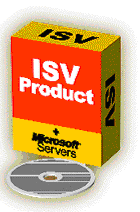 ISV
Product
+
Microsoft
Servers
ISV